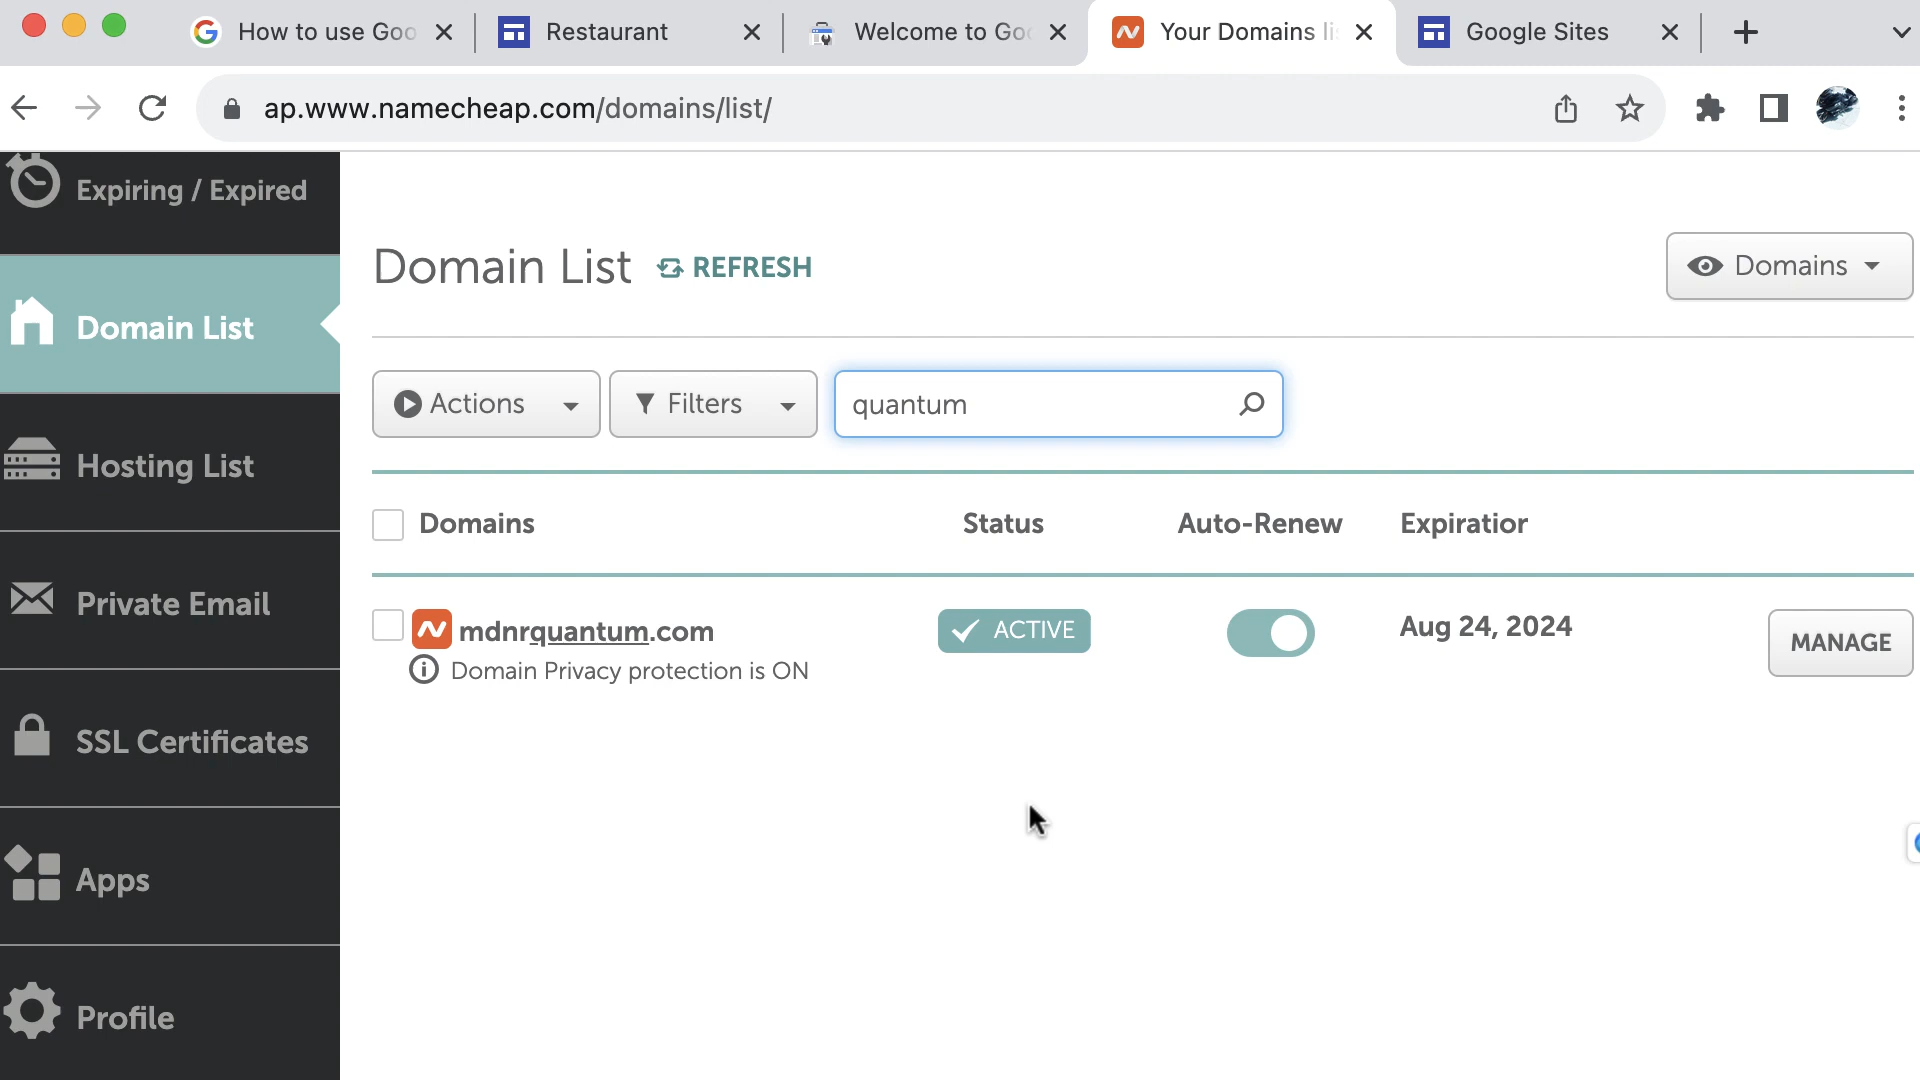 How to use Goo
Restaurant
Welcome to Goo
Your Domains li
Google Sites
ap.www.namecheap.com/domains/list/
Expiring / Expired
Domain List
Hosting List
Private Email
SSL Certificates
Apps
Profile
Domain List REFRESH
Domains
Actions
Filters
quantum
Domains Status Auto-Renew Expiratior
mdnrquantum.com ACTIVE Aug 24, 2024 MANAGE
Domain Privacy protection is ON